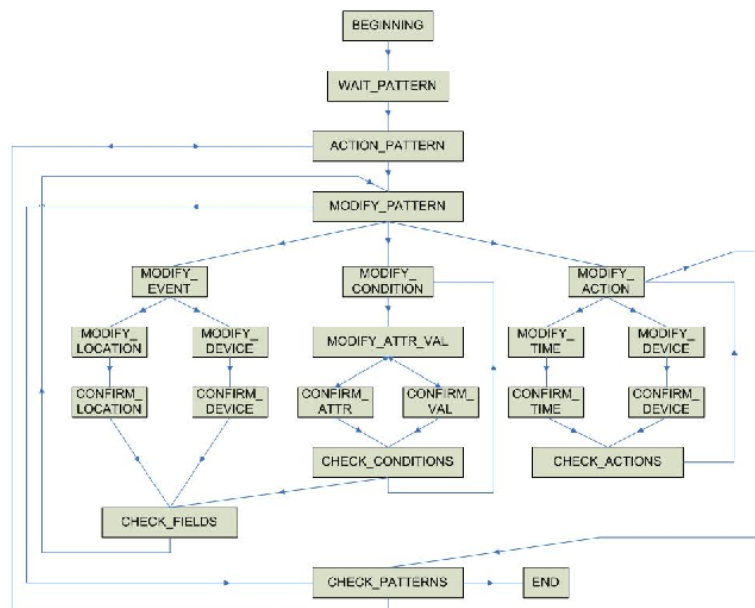 BEGINNING
WAIT_PATTERN
ACTION_PATTERN
MODIFY_PATTERN
MODIFY_
EVENT
MODIFY_
CONDITION
MODIFY_
ACTION
MODIFY_
LOCATION
MODIFY_
DEVICE
MODIFY_ATTR_VAL
MODIFY_
TIME
MODIFY_
DEVICE
CONFIRM_
LOCATION
CONFIRM_
DEVICE
CONFIRM_
ATTR
CONFIRM_
VAL
CONFIRM_
TIME
CONFIRM_
DEVICE
CHECK_CONDITIONS
CHECK_ACTIONS
CHECK_FIELDS
CHECK_PATTERNS
END